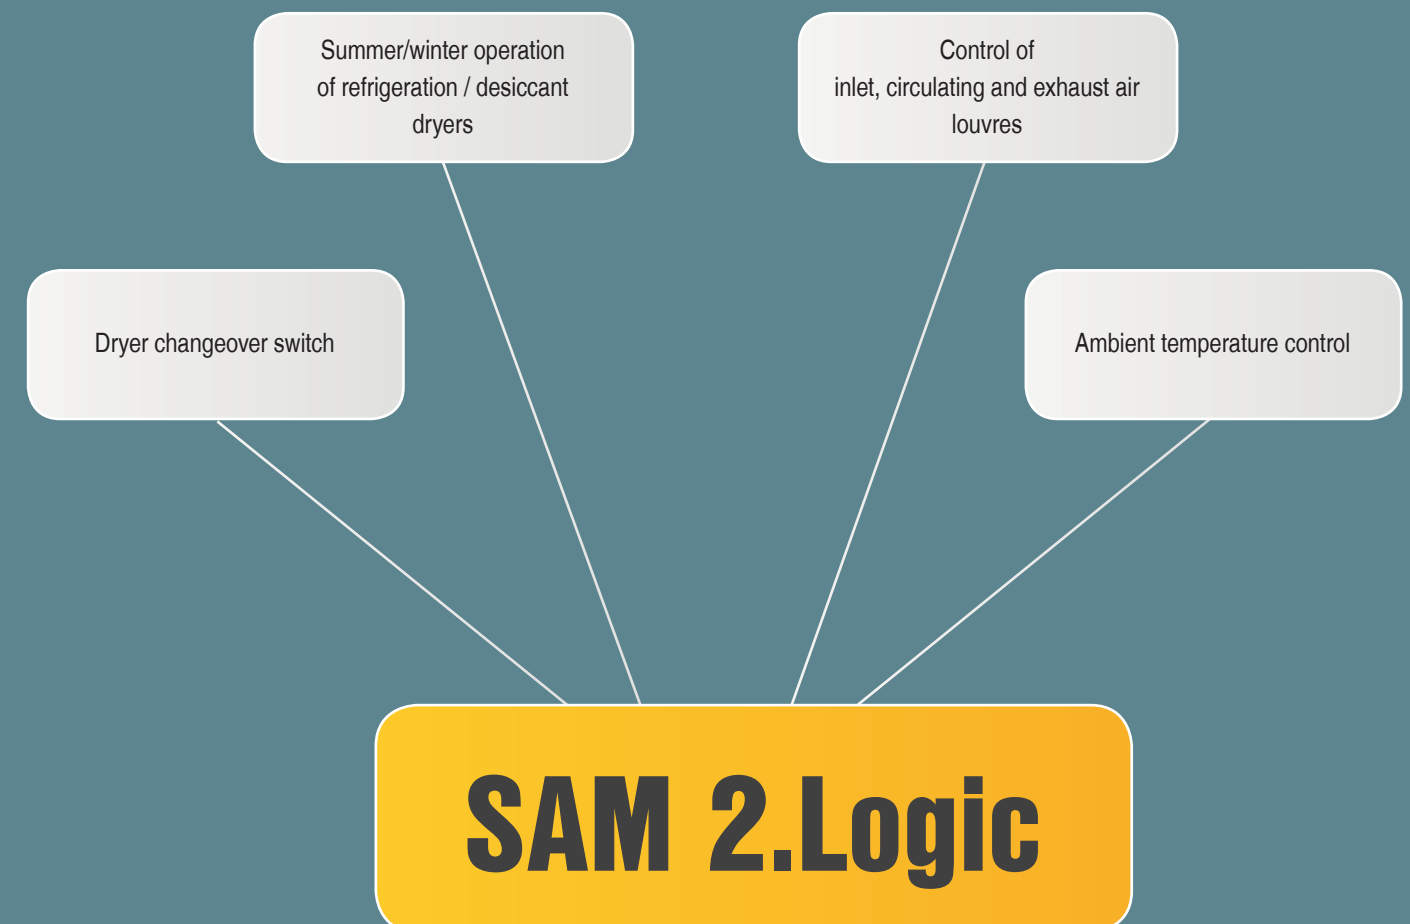 Summer/winter operation
of refrigeration / desiccant
dryers
Control of
inlet, circulating and exhaust air
louvres
Dryer changeover switch
Ambient temperature control
SAM 2.Logic